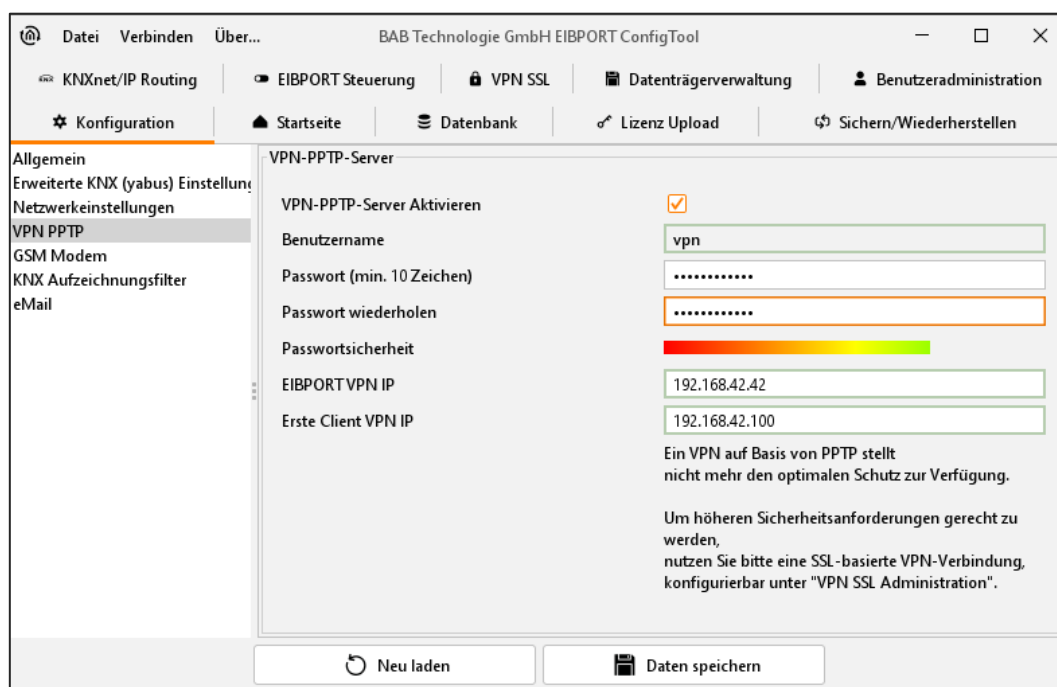 Datei Verbinden Über... BAB Technologie GmbH EIBPORT ConfigTool
KNXnet/IP Routing EIBPORT Steuerung VPN SSL Datenträgerverwaltung Benutzeradministration
Konfiguration Startseite Datenbank Lizenz Upload Sichern/Wiederherstellen
Allgemein
Erweiterte KNX (yabus) Einstellung
Netzwerkeinstellungen
VPN PPTP
GSM Modem
KNX Aufzeichnungsfilter
eMail
VPN-PPTP-Server
VPN-PPTP-Server Aktivieren
Benutzername vpn
Passwort (min. 10 Zeichen) ••••••••••••
Passwort wiederholen ••••••••••••
Passwortsicherheit
EIBPORT VPN IP 192.168.42.42
Erste Client VPN IP 192.168.42.100
Ein VPN auf Basis von PPTP stellt
nicht mehr den optimalen Schutz zur Verfügung.
Um höheren Sicherheitsanforderungen gerecht zu
werden,
nutzen Sie bitte eine SSL-basierte VPN-Verbindung,
konfigurierbar unter "VPN SSL Administration".
Neu laden Daten speichern